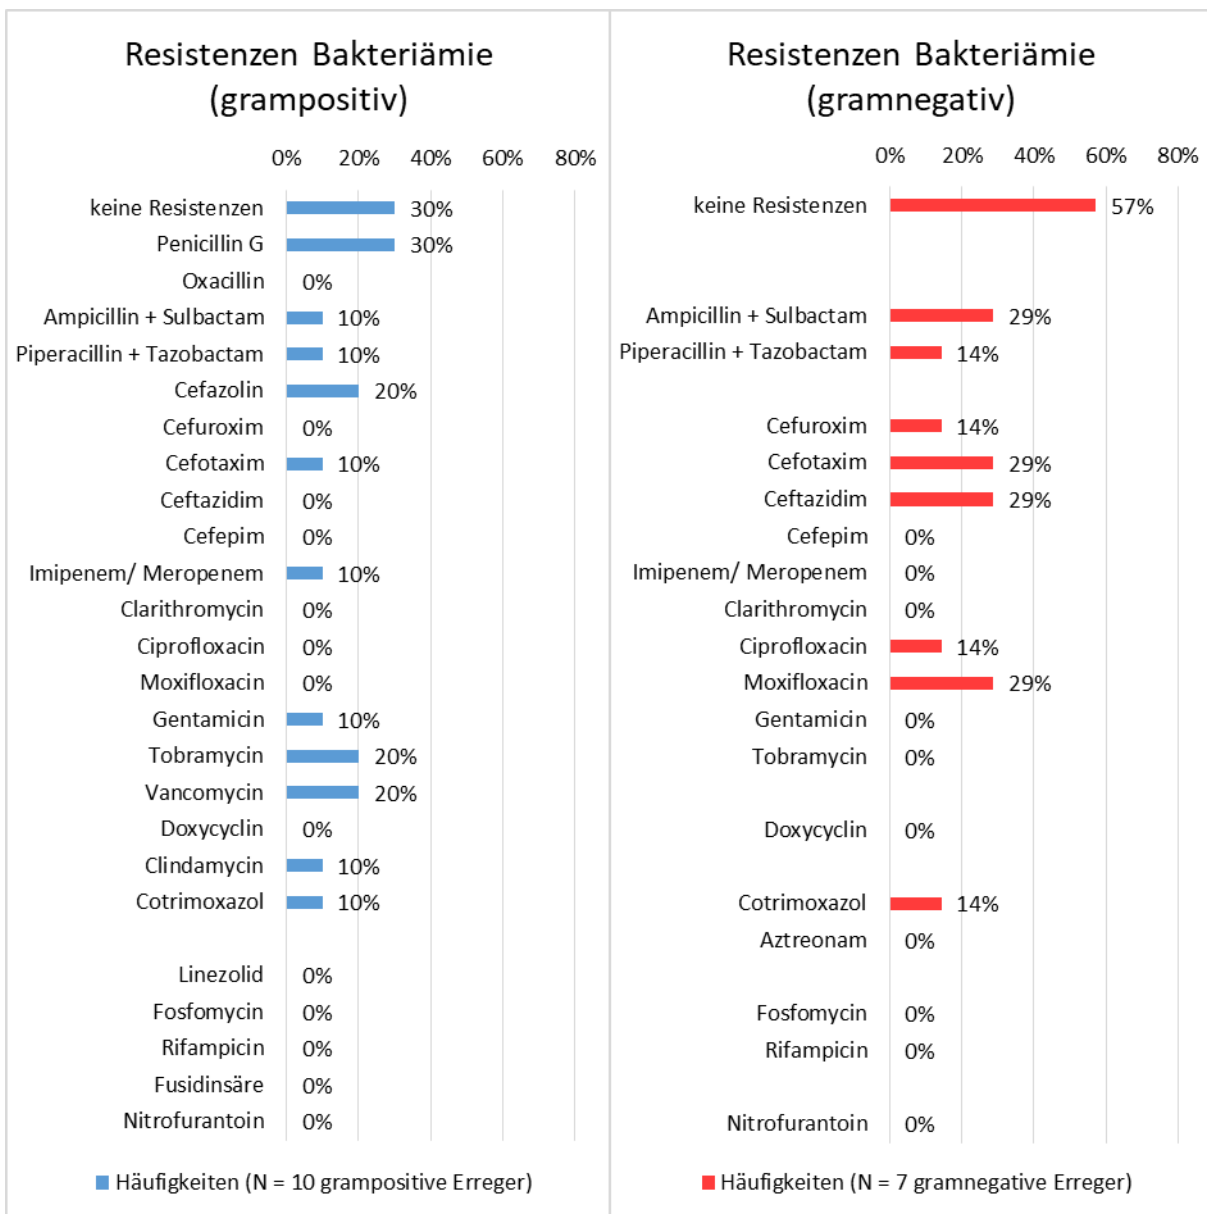 Resistenzen Bakteriämie
(grampositiv)
0% 20% 40% 60% 80%
keine Resistenzen 30%
Penicillin G 30%
Oxacillin 0%
Ampicillin + Sulbactam 10%
Piperacillin + Tazobactam 10%
Cefazolin 20%
Cefuroxim 0%
Cefotaxim 10%
Ceftazidim 0%
Cefepim 0%
Imipenem/ Meropenem 10%
Clarithromycin 0%
Ciprofloxacin 0%
Moxifloxacin 0%
Gentamicin 10%
Tobramycin 20%
Vancomycin 20%
Doxycyclin 0%
Clindamycin 10%
Cotrimoxazol 10%
Linezolid 0%
Fosfomycin 0%
Rifampicin 0%
Fusidinsäre 0%
Nitrofurantoin 0%
Häufigkeiten (N = 10 grampositive Erreger)
Resistenzen Bakteriämie
(gramnegativ)
0% 20% 40% 60% 80%
keine Resistenzen 57%
Ampicillin + Sulbactam 29%
Piperacillin + Tazobactam 14%
Cefuroxim 14%
Cefotaxim 29%
Ceftazidim 29%
Cefepim 0%
Imipenem/ Meropenem 0%
Clarithromycin 0%
Ciprofloxacin 14%
Moxifloxacin 29%
Gentamicin 0%
Tobramycin 0%
Doxycyclin 0%
Cotrimoxazol 14%
Aztreonam 0%
Fosfomycin 0%
Rifampicin 0%
Nitrofurantoin 0%
Häufigkeiten (N = 7 gramnegative Erreger)